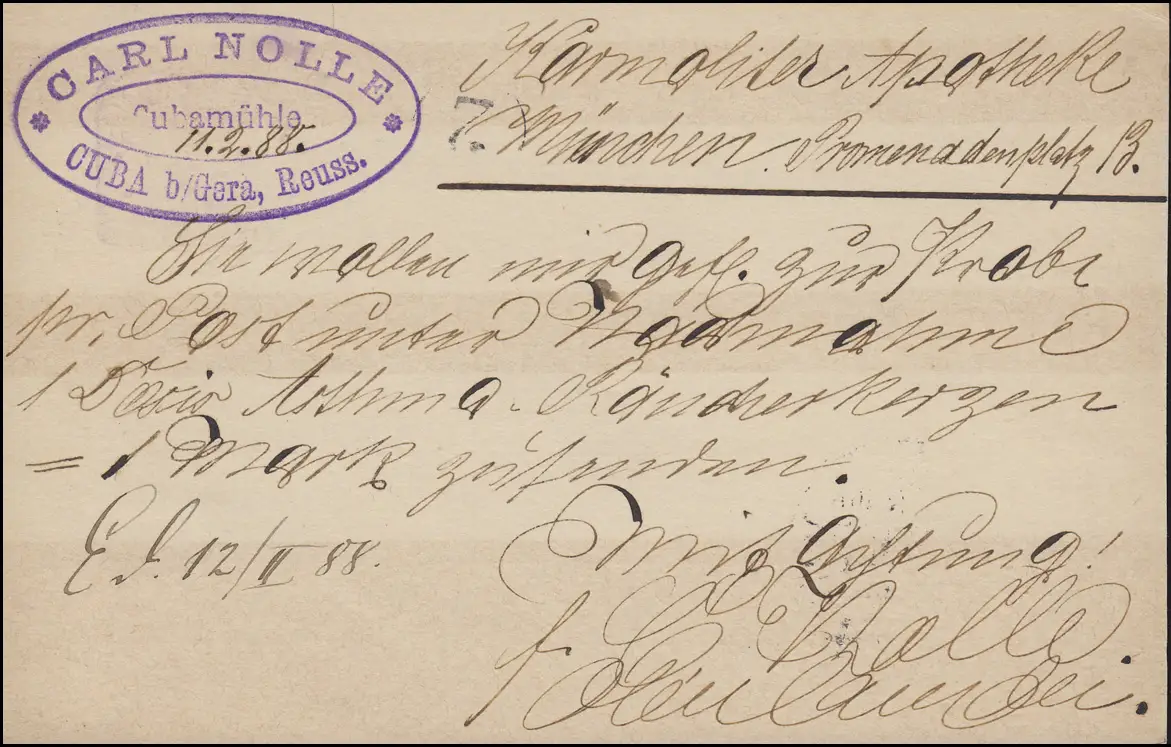 CARL NOLLE
Cubamühle
11.2.88.
CUBA b/Gera, Reuss.
Karmeliter Apotheke
München. Promenadenplatz 13.
Sie wollen mir gefl. zur Probe
pr. Post unter Nachnahme
1 Asthma-Räucherkerzen
= 1 Mark zusenden.
E d. 12/II 88.
Mit Achtung!
f. C Nolle.